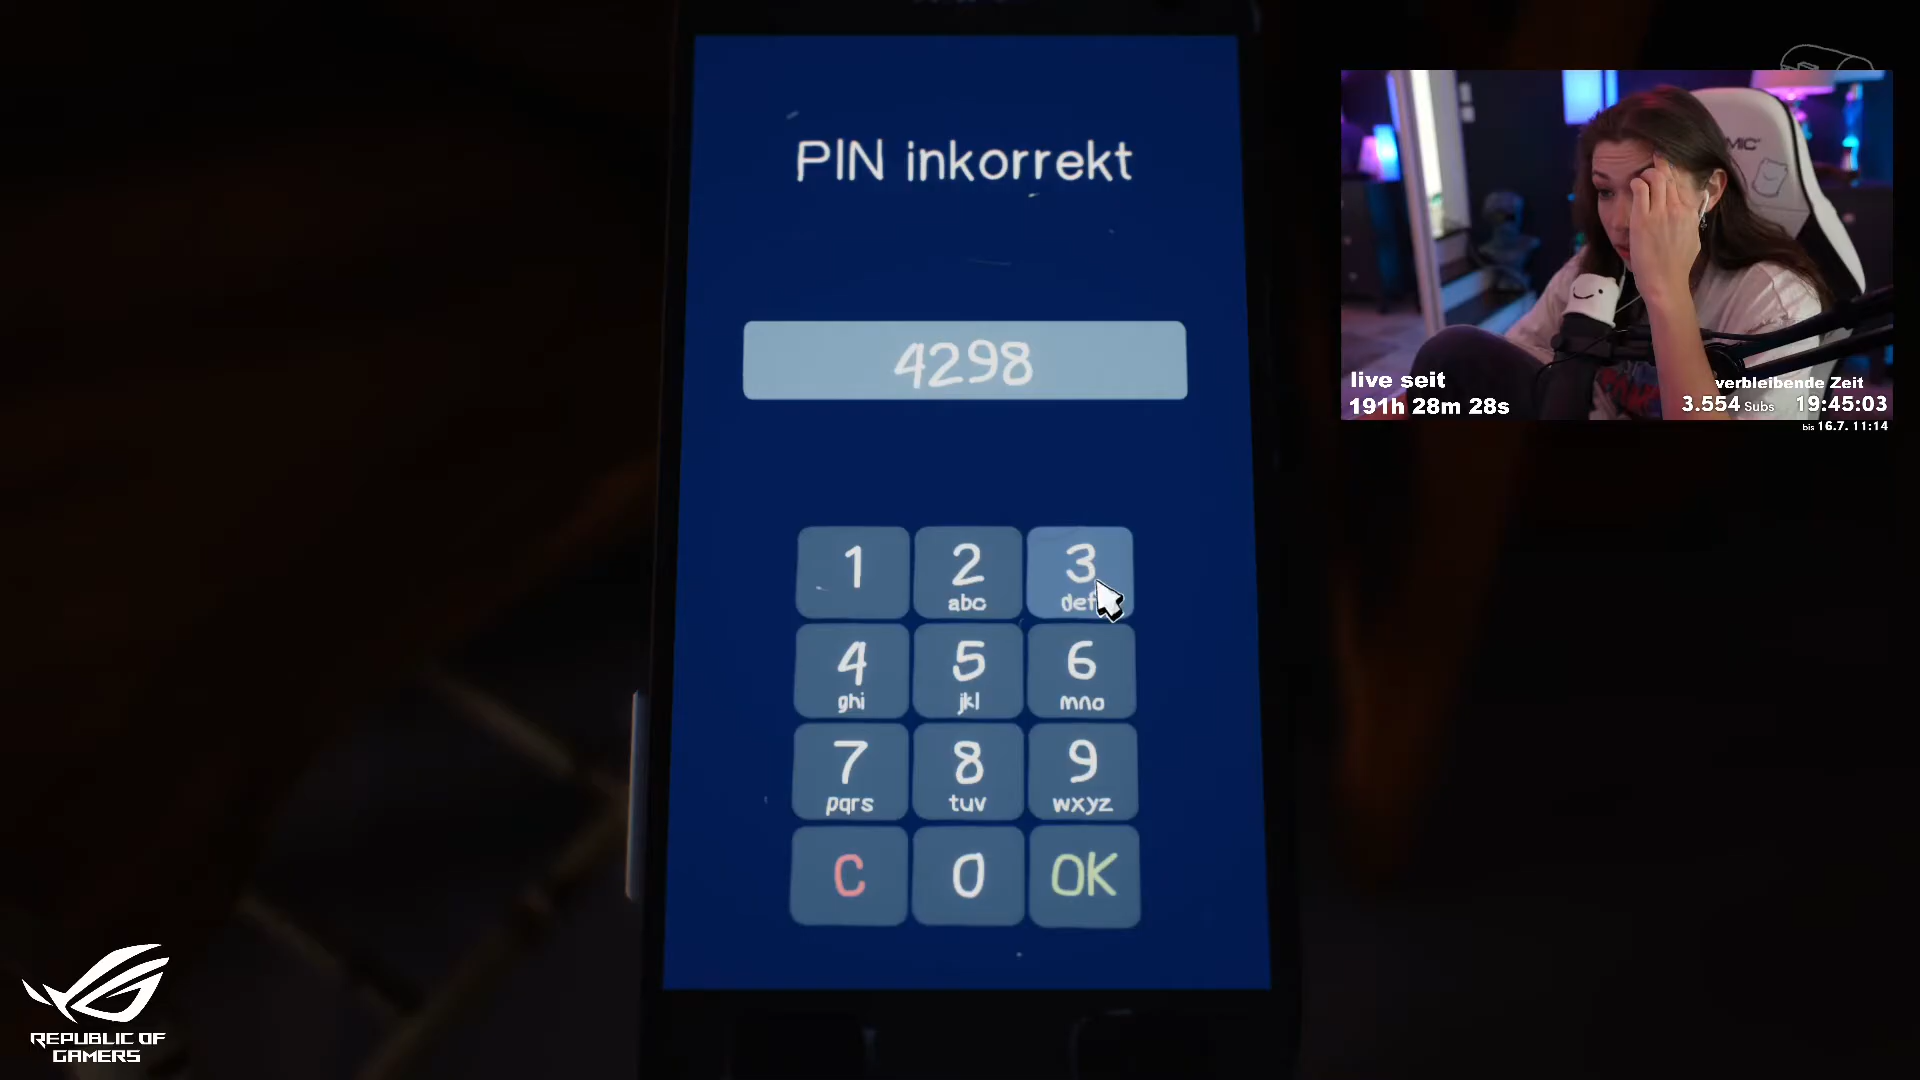 PIN inkorrekt
4298
1
2
abc
3
def
4
ghi
5
jkl
6
mno
7
pqrs
8
tuv
9
wxyz
C
0
OK
live seit
191h 28m 28s
verbleibende Zeit
3.554 Subs 19:45:03
bis 16.7. 11:14
REPUBLIC OF
GAMERS